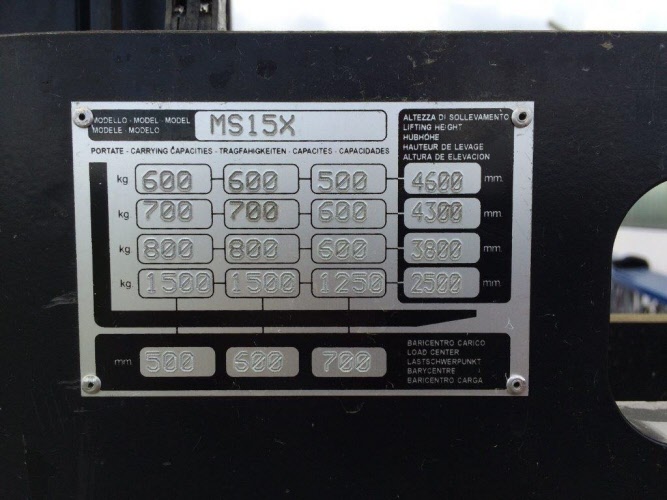 MODELLO - MODEL - MODEL
MODELE - MODELO
MS15X
ALTEZZA DI SOLLEVAMENTO
LIFTING HEIGHT
HUBHÖHE
HAUTEUR DE LEVAGE
ALTURA DE ELEVACION
PORTATE - CARRYING CAPACITIES - TRAGFAHIGKEITEN - CAPACITES - CAPACIDADES
kg 600 600 500 4600 mm.
kg 700 700 600 4300 mm.
kg 800 800 600 3800 mm.
kg 1500 1500 1250 2500 mm.
mm 500 600 700
BARICENTRO CARICO
LOAD CENTER
LASTSCHWERPUNKT
BARYCENTRE
BARICENTRO CARGA